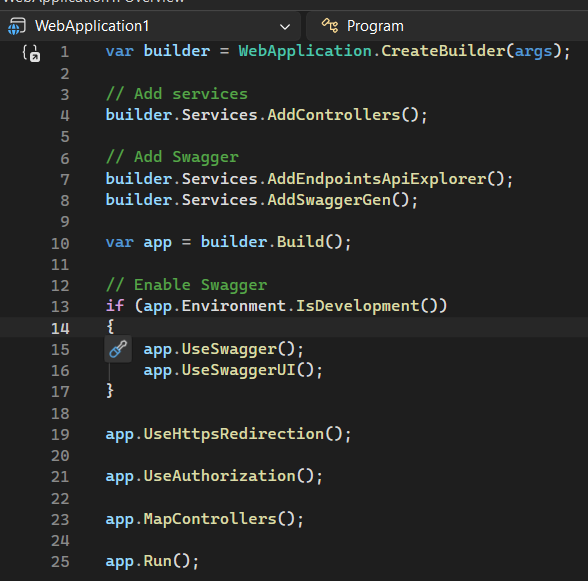 WebApplication1 Program
1 var builder = WebApplication.CreateBuilder(args);
2
3 // Add services
4 builder.Services.AddControllers();
5
6 // Add Swagger
7 builder.Services.AddEndpointsApiExplorer();
8 builder.Services.AddSwaggerGen();
9
10 var app = builder.Build();
11
12 // Enable Swagger
13 if (app.Environment.IsDevelopment())
14 {
15 app.UseSwagger();
16 app.UseSwaggerUI();
17 }
18
19 app.UseHttpsRedirection();
20
21 app.UseAuthorization();
22
23 app.MapControllers();
24
25 app.Run();